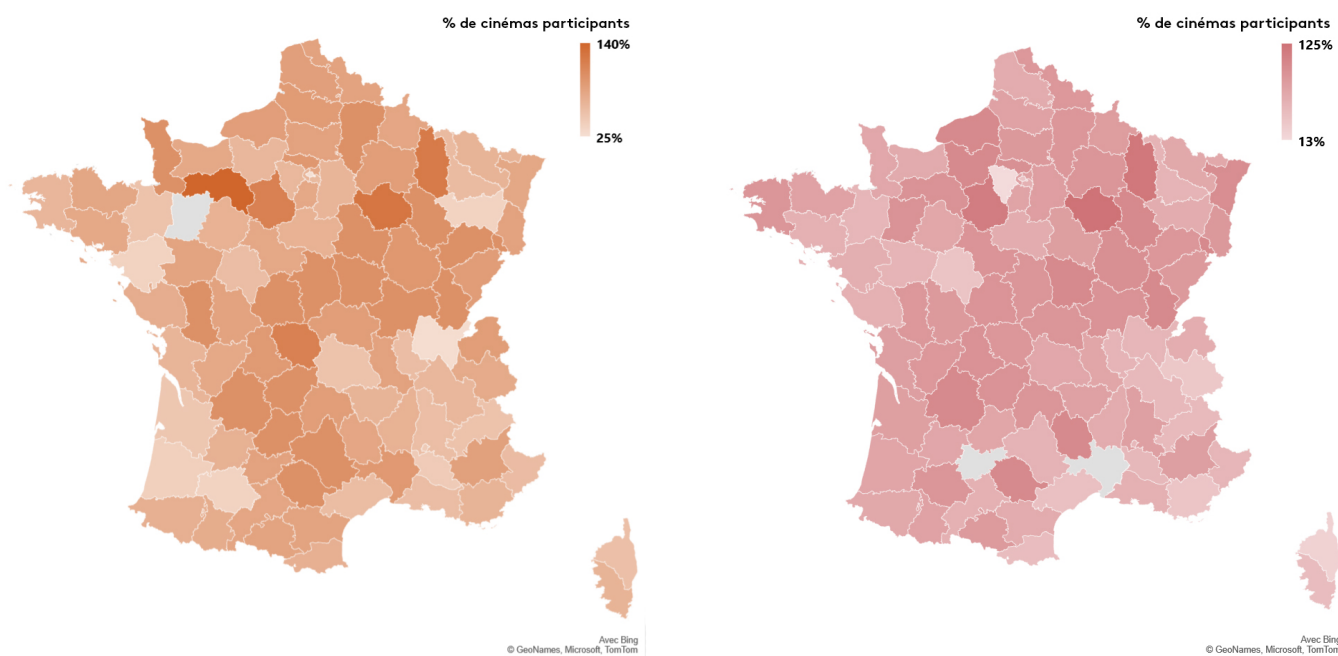 % de cinémas participants
140%
25%
Avec Bing
© GeoNames, Microsoft, TomTom
% de cinémas participants
125%
13%
Avec Bing
© GeoNames, Microsoft, TomTom